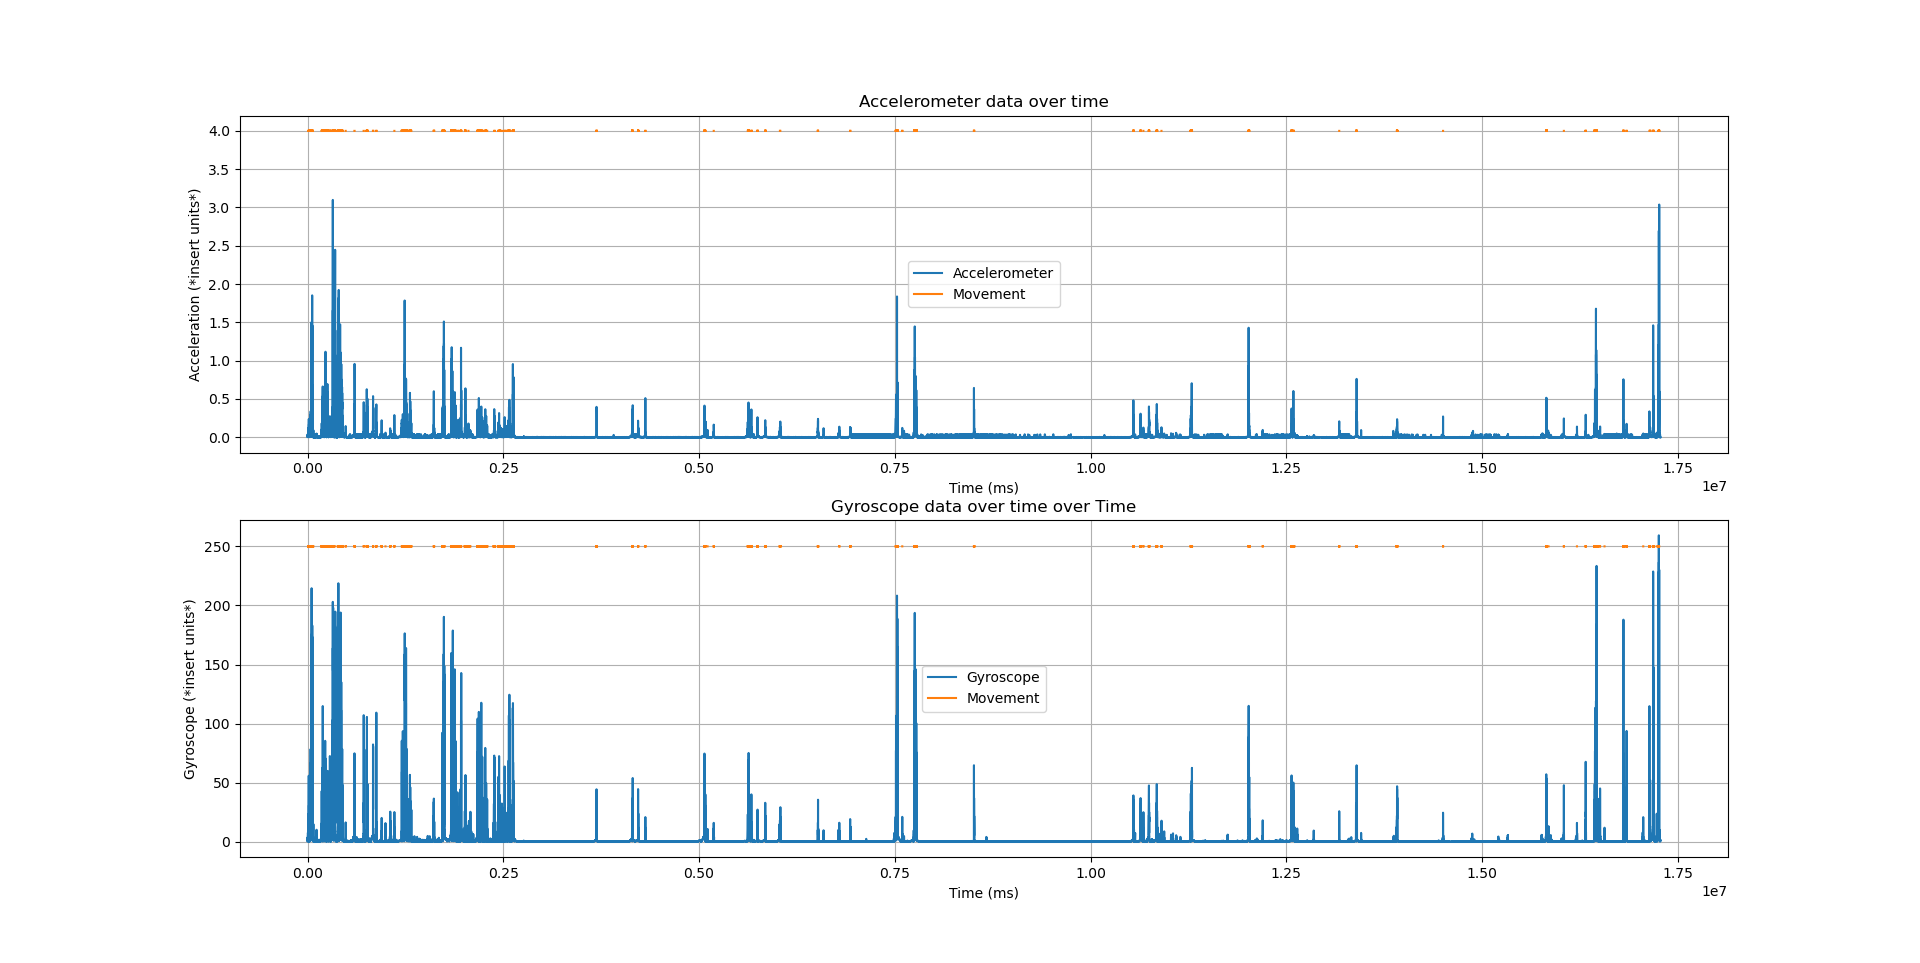 Accelerometer data over time
4.0
3.5
3.0
2.5
2.0
1.5
1.0
0.5
0.0
Acceleration (*insert units*)
Accelerometer
Movement
0.00 0.25 0.50 0.75 1.00 1.25 1.50 1.75
1e7
Time (ms)
Gyroscope data over time over Time
250
200
150
100
50
0
Gyroscope (*insert units*)
Gyroscope
Movement
0.00 0.25 0.50 0.75 1.00 1.25 1.50 1.75
1e7
Time (ms)